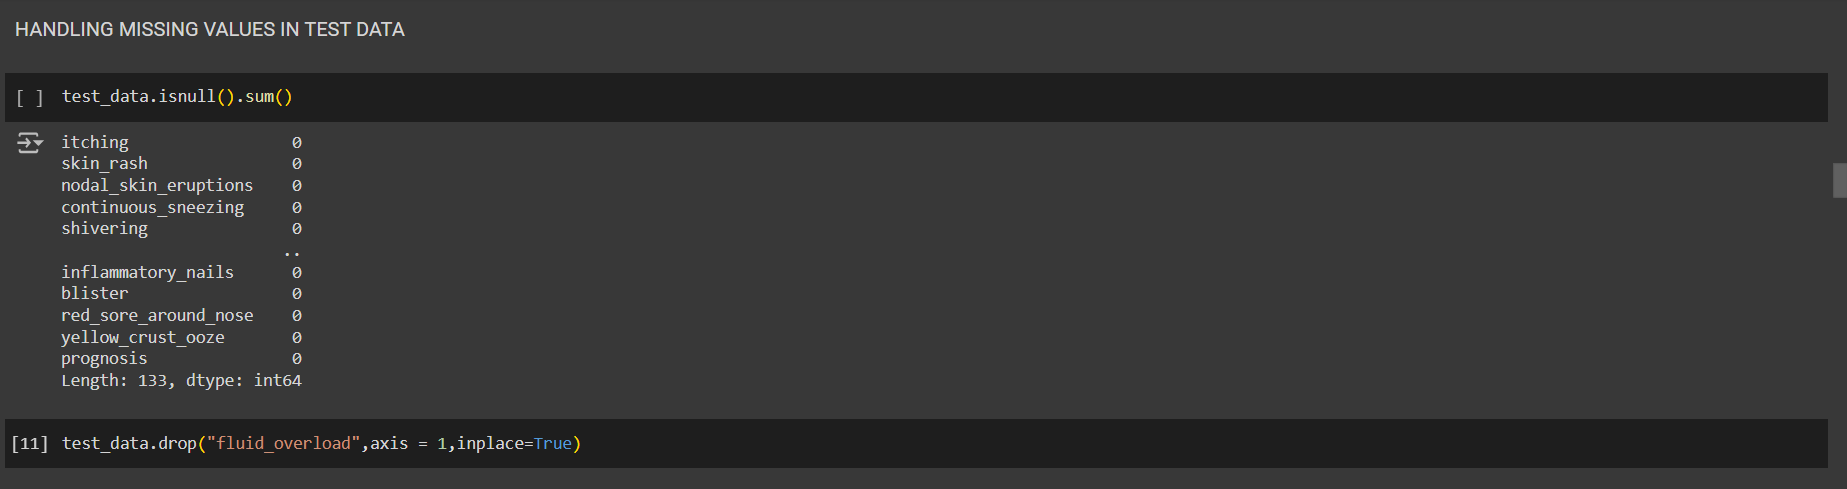 HANDLING MISSING VALUES IN TEST DATA
[ ] test_data.isnull().sum()
itching 0
skin_rash 0
nodal_skin_eruptions 0
continuous_sneezing 0
shivering 0
..
inflammatory_nails 0
blister 0
red_sore_around_nose 0
yellow_crust_ooze 0
prognosis 0
Length: 133, dtype: int64
[11] test_data.drop("fluid_overload",axis = 1,inplace=True)